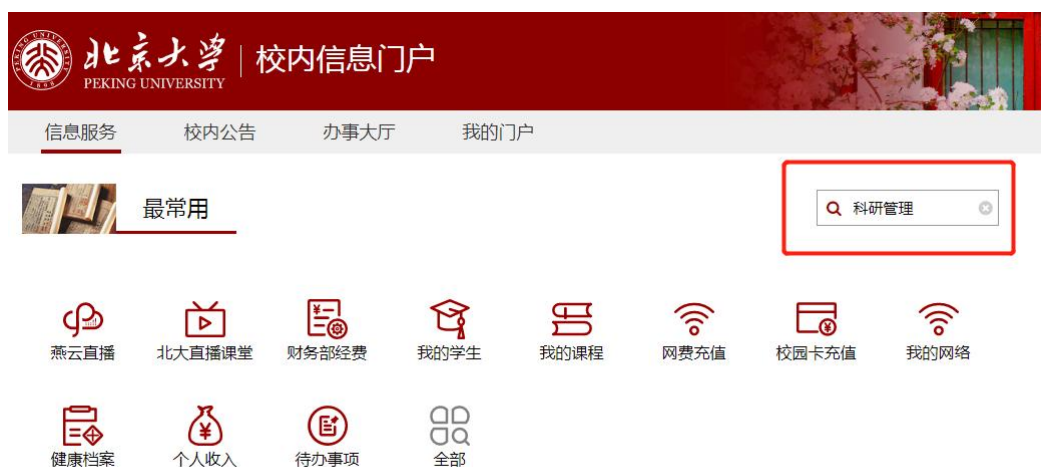 北京大学 | 校内信息门户
PEKING UNIVERSITY
信息服务 校内公告 办事大厅 我的门户
最常用 科研管理
燕云直播 北大直播课堂 财务部经费 我的学生 我的课程 网费充值 校园卡充值 我的网络
健康档案 个人收入 待办事项 全部